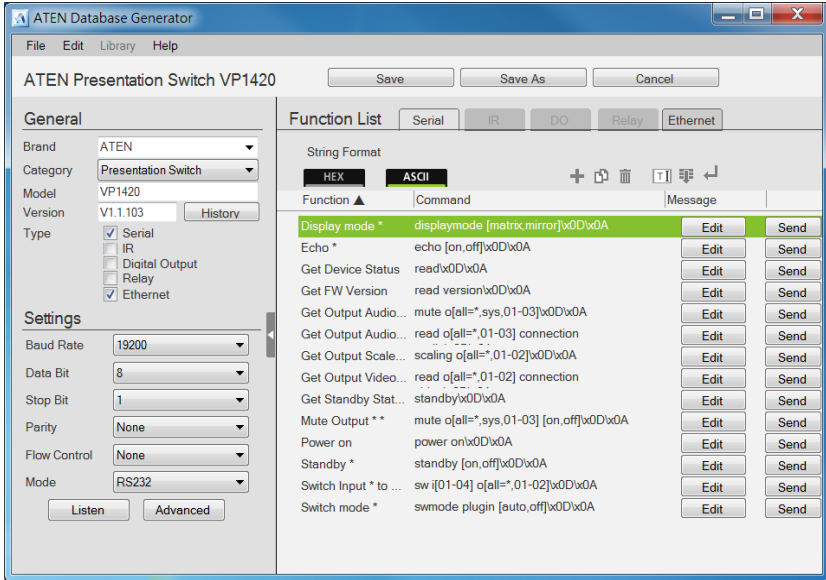 ATEN Database Generator
File Edit Library Help
ATEN Presentation Switch VP1420
Save Save As Cancel
General
Brand ATEN
Category Presentation Switch
Model VP1420
Version V1.1.103 History
Type Serial
IR
Digital Output
Relay
Ethernet
Settings
Baud Rate 19200
Data Bit 8
Stop Bit 1
Parity None
Flow Control None
Mode RS232
Listen Advanced
Function List Serial IR DO Relay Ethernet
String Format
HEX ASCII
Function ▲ Command Message
Display mode * displaymode [matrix,mirror]\x0D\x0A Edit Send
Echo * echo [on,off]\x0D\x0A Edit Send
Get Device Status read\x0D\x0A Edit Send
Get FW Version read version\x0D\x0A Edit Send
Get Output Audio... mute o[all=*,sys,01-03]\x0D\x0A Edit Send
Get Output Audio... read o[all=*,01-03] connection Edit Send
Get Output Scale... scaling o[all=*,01-02]\x0D\x0A Edit Send
Get Output Video... read o[all=*,01-02] connection Edit Send
Get Standby Stat... standby\x0D\x0A Edit Send
Mute Output * * mute o[all=*,sys,01-03] [on,off]\x0D\x0A Edit Send
Power on power on\x0D\x0A Edit Send
Standby * standby [on,off]\x0D\x0A Edit Send
Switch Input * to ... sw i[01-04] o[all=*,01-02]\x0D\x0A Edit Send
Switch mode * swmode plugin [auto,off]\x0D\x0A Edit Send